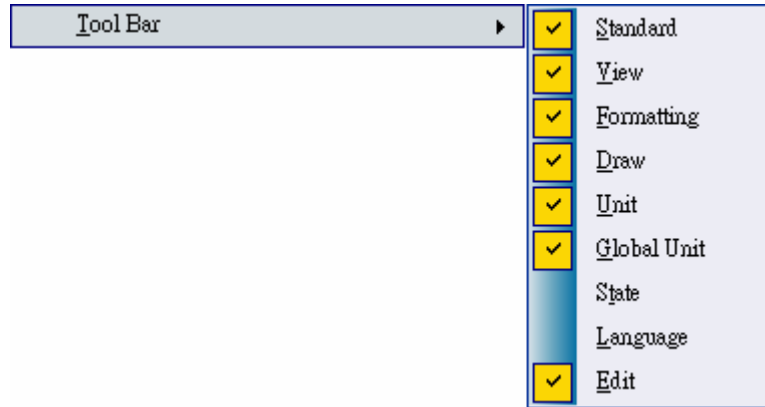 Tool Bar
Standard
View
Formatting
Draw
Unit
Global Unit
State
Language
Edit